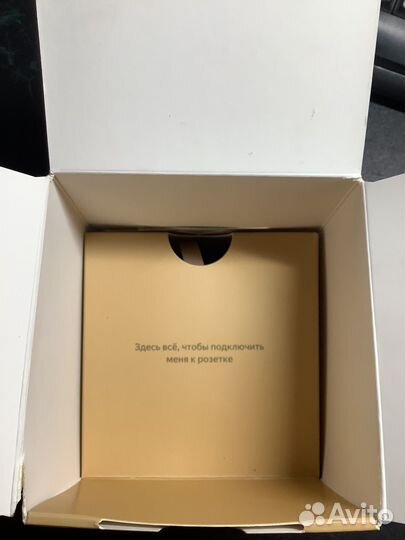 Здесь всё, чтобы подключить
меня к розетке
Avito